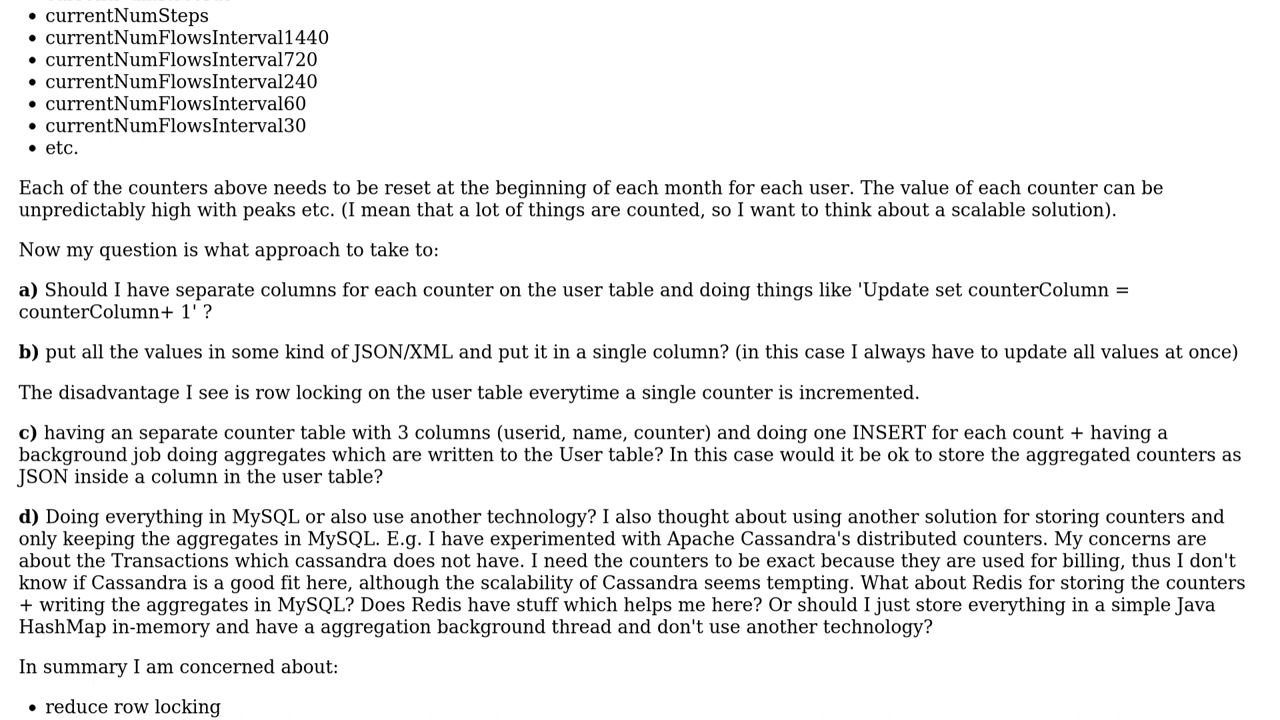 currentNumSteps
currentNumFlowsInterval1440
currentNumFlowsInterval720
currentNumFlowsInterval240
currentNumFlowsInterval60
currentNumFlowsInterval30
etc.
Each of the counters above needs to be reset at the beginning of each month for each user. The value of each counter can be
unpredictably high with peaks etc. (I mean that a lot of things are counted, so I want to think about a scalable solution).
Now my question is what approach to take to:
a) Should I have separate columns for each counter on the user table and doing things like 'Update set counterColumn =
counterColumn+ 1' ?
b) put all the values in some kind of JSON/XML and put it in a single column? (in this case I always have to update all values at once)
The disadvantage I see is row locking on the user table everytime a single counter is incremented.
c) having an separate counter table with 3 columns (userid, name, counter) and doing one INSERT for each count + having a
background job doing aggregates which are written to the User table? In this case would it be ok to store the aggregated counters as
JSON inside a column in the user table?
d) Doing everything in MySQL or also use another technology? I also thought about using another solution for storing counters and
only keeping the aggregates in MySQL. E.g. I have experimented with Apache Cassandra's distributed counters. My concerns are
about the Transactions which cassandra does not have. I need the counters to be exact because they are used for billing, thus I don't
know if Cassandra is a good fit here, although the scalability of Cassandra seems tempting. What about Redis for storing the counters
+ writing the aggregates in MySQL? Does Redis have stuff which helps me here? Or should I just store everything in a simple Java
HashMap in-memory and have a aggregation background thread and don't use another technology?
In summary I am concerned about:
reduce row locking